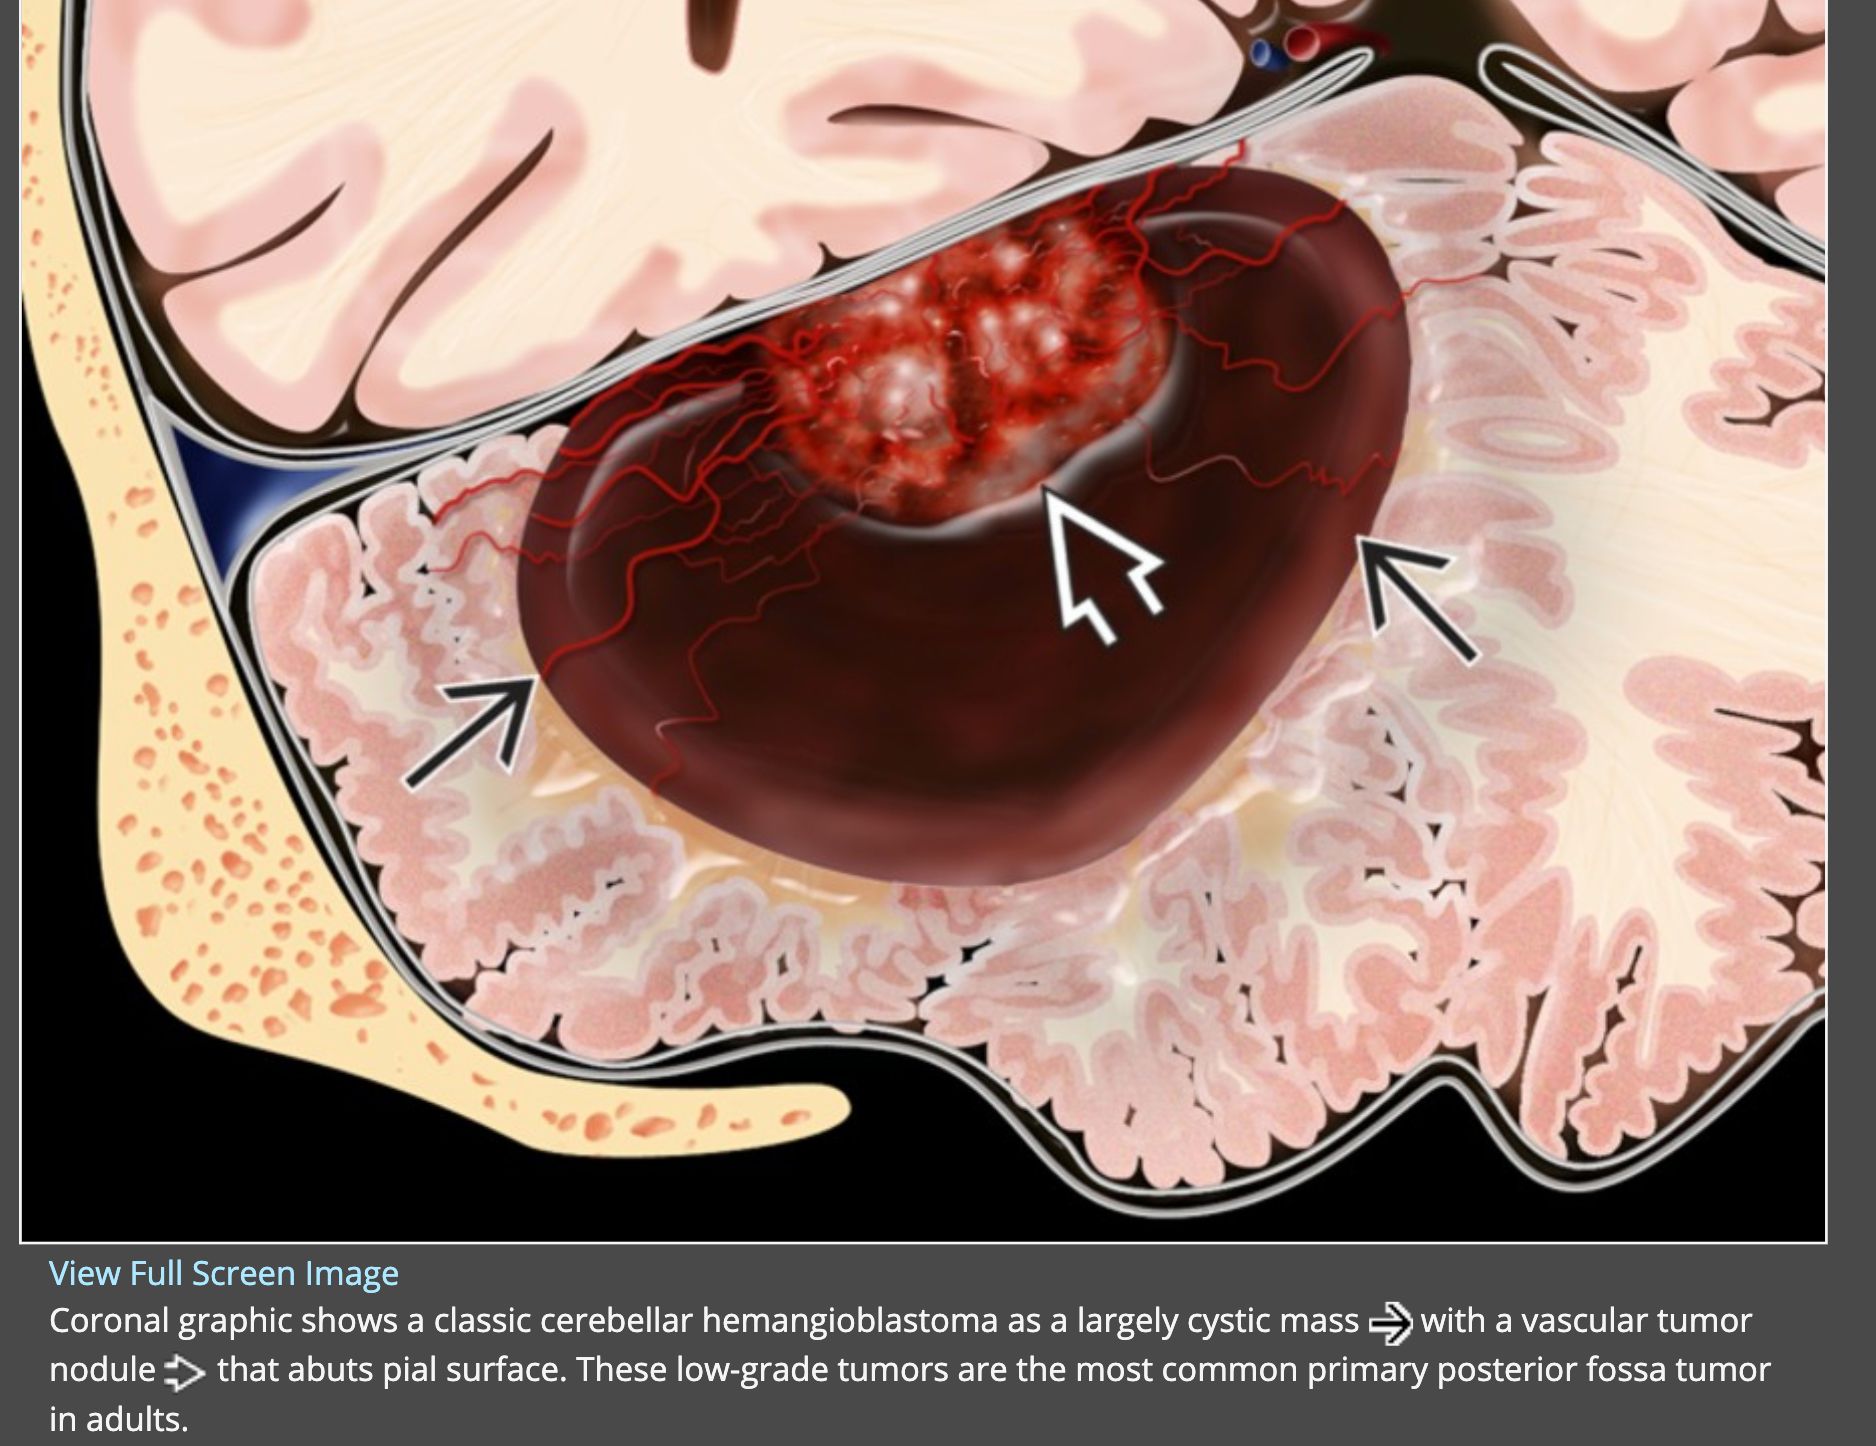 View Full Screen Image
Coronal graphic shows a classic cerebellar hemangioblastoma as a largely cystic mass with a vascular tumor
nodule that abuts pial surface. These low-grade tumors are the most common primary posterior fossa tumor
in adults.